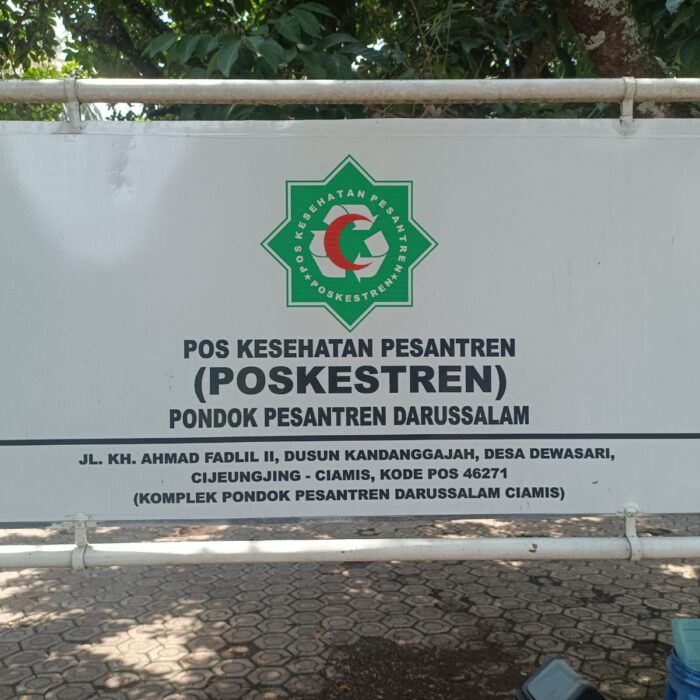 POS KESEHATAN PESANTREN
★POSKESTREN★
POS KESEHATAN PESANTREN
(POSKESTREN)
PONDOK PESANTREN DARUSSALAM
JL. KH. AHMAD FADLIL II, DUSUN KANDANGGAJAH, DESA DEWASARI,
CIJEUNGJING - CIAMIS, KODE POS 46271
(KOMPLEK PONDOK PESANTREN DARUSSALAM CIAMIS)